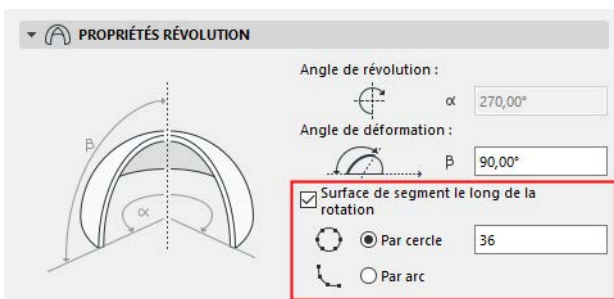 PROPRIÉTÉS RÉVOLUTION
Angle de révolution :
α 270,00°
Angle de déformation :
β 90,00°
Surface de segment le long de la
rotation
Par cercle 36
Par arc
β
α